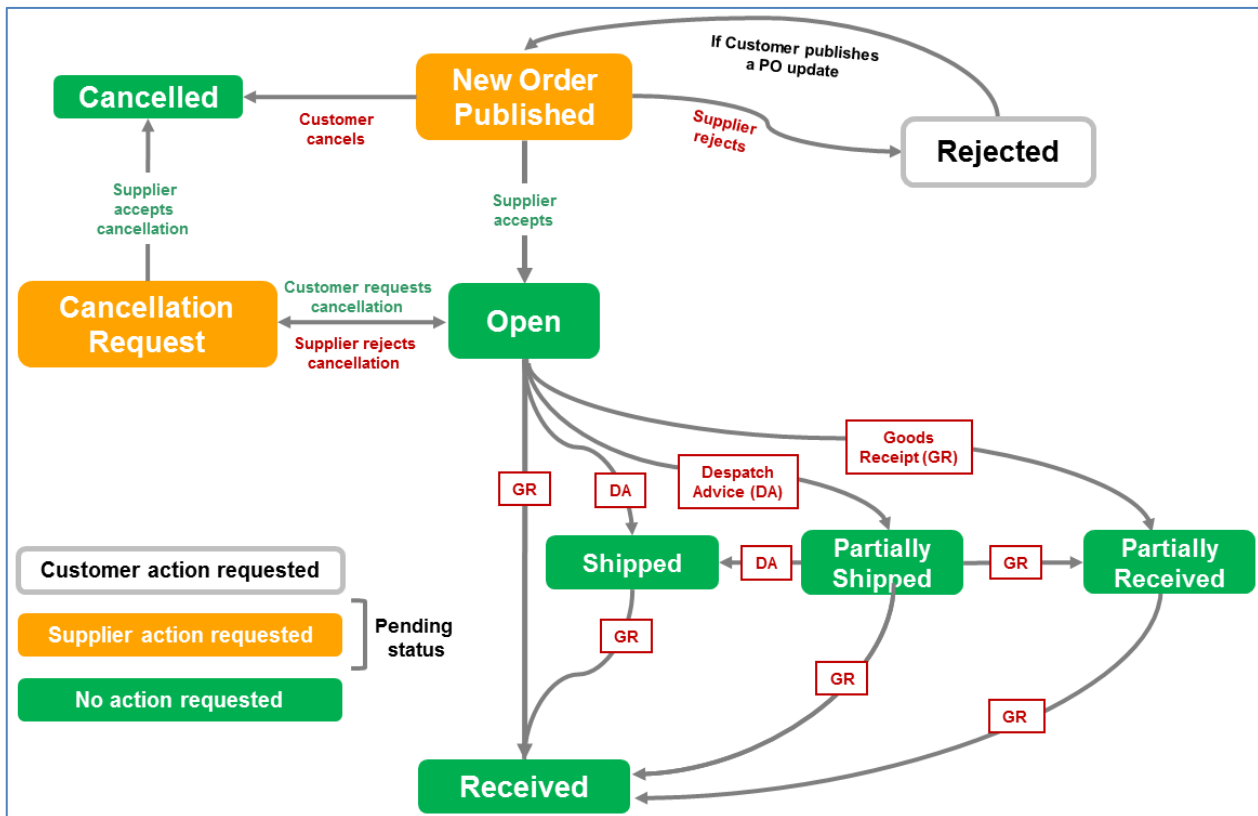 If Customer publishes
a PO update
New Order
Published
Cancelled
Customer
cancels
Supplier
rejects
Rejected
Supplier
accepts
cancellation
Supplier
accepts
Cancellation
Request
Customer requests
cancellation
Supplier rejects
cancellation
Open
Goods
Receipt (GR)
Despatch
Advice (DA)
GR
DA
Shipped
DA
Partially
Shipped
GR
Partially
Received
Customer action requested
Supplier action requested
Pending
status
No action requested
GR
GR
GR
Received